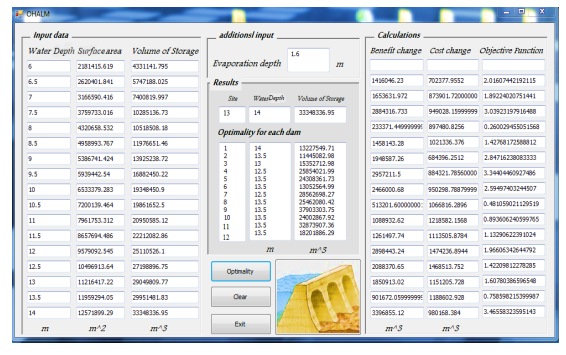 OHALM
Input data
Water Depth Surface area Volume of Storage
6 2181415.619 4331141.795
6.5 2620401.841 5747188.025
7 3166590.416 7400819.997
7.5 3759733.016 10285136.73
8 4320658.532 10518508.18
8.5 4958993.767 11976651.46
9 5386741.424 13925238.72
9.5 5939442.54 16882450.22
10 6533379.283 19348450.9
10.5 7200139.464 19861652.5
11 7961753.312 20950585.12
11.5 8657694.486 22212082.86
12 9579092.545 25110526.1
12.5 10496913.64 27198896.75
13 11216417.22 29049809.77
13.5 11959294.05 29951481.83
14 12571899.29 33348336.95
m m^2 m^3
additionsl input
Evaporation depth 1.6 m
Results
Site WaterDepth Volume of Storage
13 14 33348336.95
Optimality for each dam
1 14 13227549.71
2 13.5 11445082.98
3 13 15352712.98
4 12.5 25854021.99
5 13.5 24308361.73
6 13.5 13052564.99
7 13.5 28562698.27
8 13.5 25462080.42
9 13.5 37903303.75
10 13.5 24002867.92
11 13.5 32873907.36
12 13.5 18201886.29
m m^3
Optimality
Clear
Exit
Calculations
Benefit change Cost change Objective Function
1416046.23 702377.9552 2.01607442192115
1653631.972 873901.72000000 1.89224020751441
2884316.733 949028.15999999 3.03923197916488
233371.449999999 897480.8256 0.260029455051568
1458143.28 1021336.376 1.42768172588812
1948587.26 684396.2512 2.84716238083333
2957211.5 884321.78560000 3.34404460927486
2466000.68 950298.78879999 2.59497403244507
513201.60000000 1066816.2896 0.481059021129519
1088932.62 1218582.1568 0.893606240599765
1261497.74 1113505.8784 1.13290622391024
2898443.24 1474236.8944 1.96606342644792
2088370.65 1468513.752 1.42209812278285
1850913.02 1151205.728 1.60780386596548
901672.059999999 1188602.928 0.758598215399987
3396855.12 980168.384 3.46558323595143
m^3 m^3